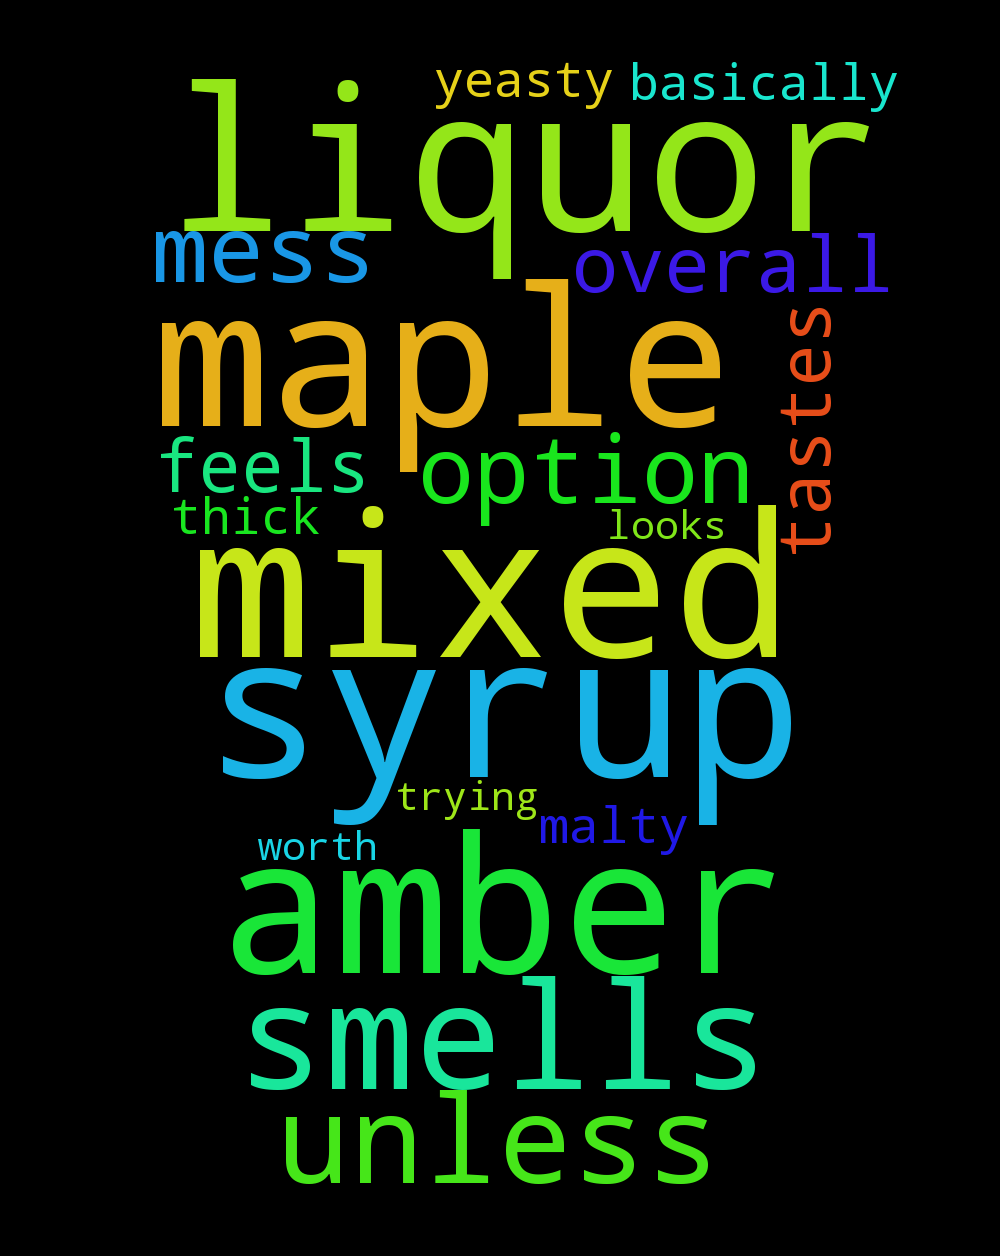 yeasty basically
liquor
mess overall
maple
tastes
feels option
thick looks
mixed
syrup
trying malty
worth
amber
smells
unless